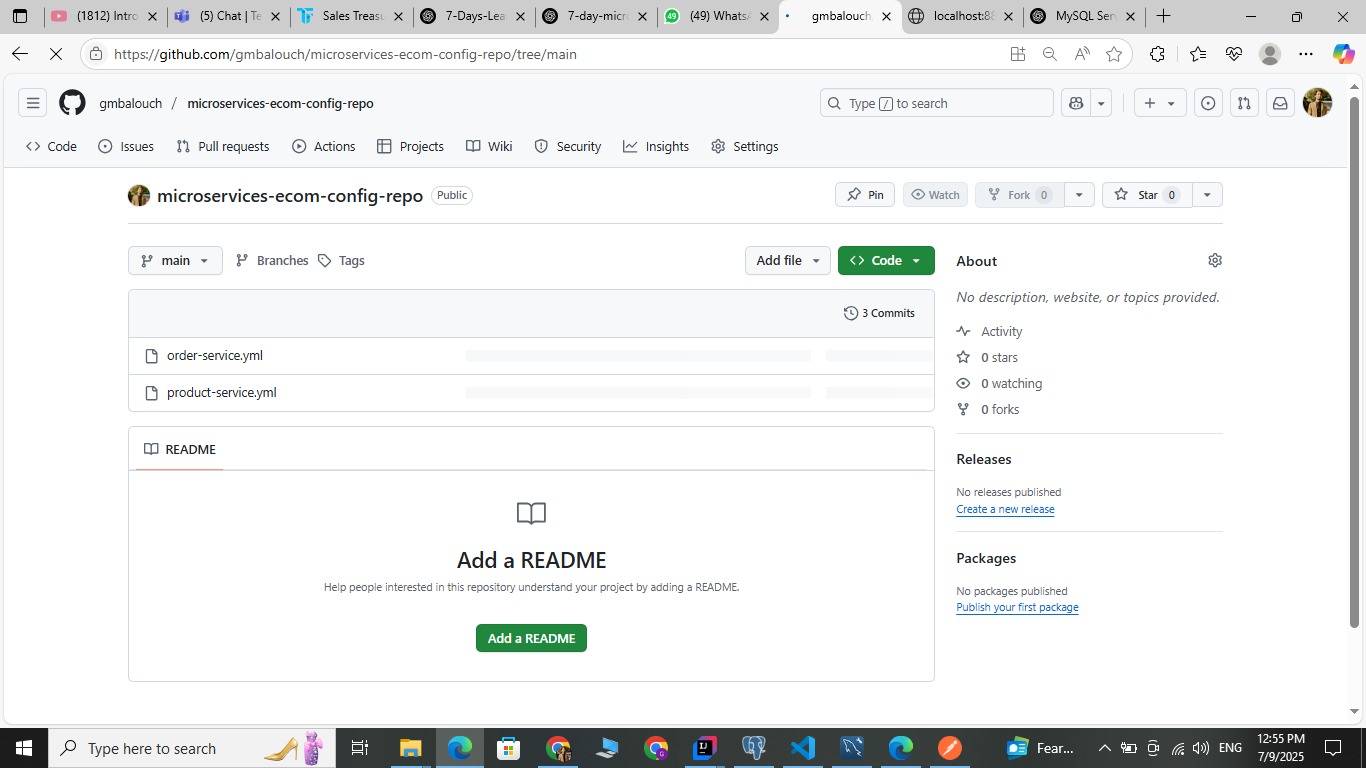 (1812) Intro
(5) Chat | Te
Sales Treasu
7-Days-Lea
7-day-micro
(49) WhatsA
gmbalouch/
localhost:88
MySQL Serv
https://github.com/gmbalouch/microservices-ecom-config-repo/tree/main
gmbalouch / microservices-ecom-config-repo
Type / to search
Code
Issues
Pull requests
Actions
Projects
Wiki
Security
Insights
Settings
microservices-ecom-config-repo Public
Pin
Watch
Fork 0
Star 0
main
Branches
Tags
Add file
Code
About
No description, website, or topics provided.
3 Commits
Activity
order-service.yml
0 stars
0 watching
product-service.yml
0 forks
README
Releases
No releases published
Create a new release
Add a README
Packages
Help people interested in this repository understand your project by adding a README.
No packages published
Publish your first package
Add a README
Type here to search
Fear...
ENG
12:55 PM
7/9/2025